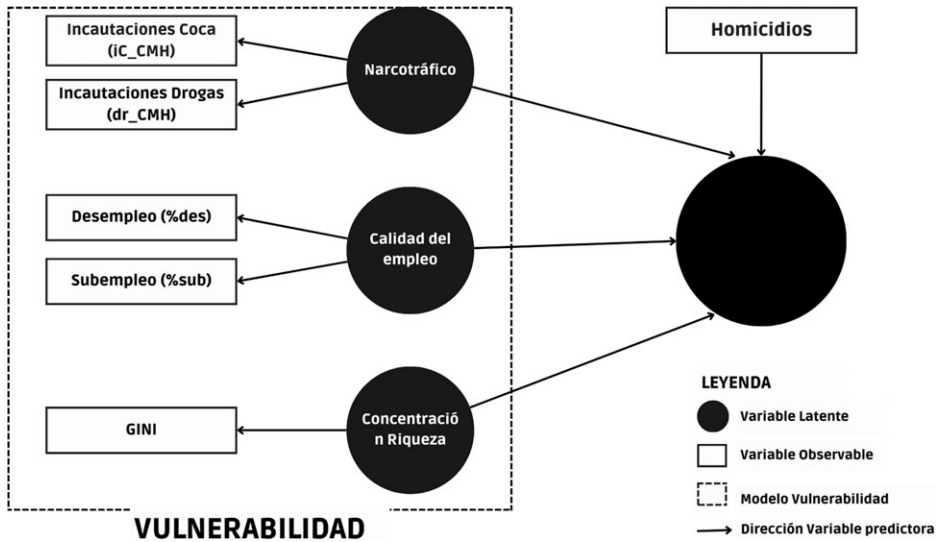 Incautaciones Coca
(iC_CMH)
Incautaciones Drogas
(dr_CMH)
Narcotráfico
Homicidios
Desempleo (%des)
Subempleo (%sub)
Calidad del
empleo
GINI
Concentració
n Riqueza
VULNERABILIDAD
LEYENDA
Variable Latente
Variable Observable
Modelo Vulnerabilidad
Dirección Variable predictora